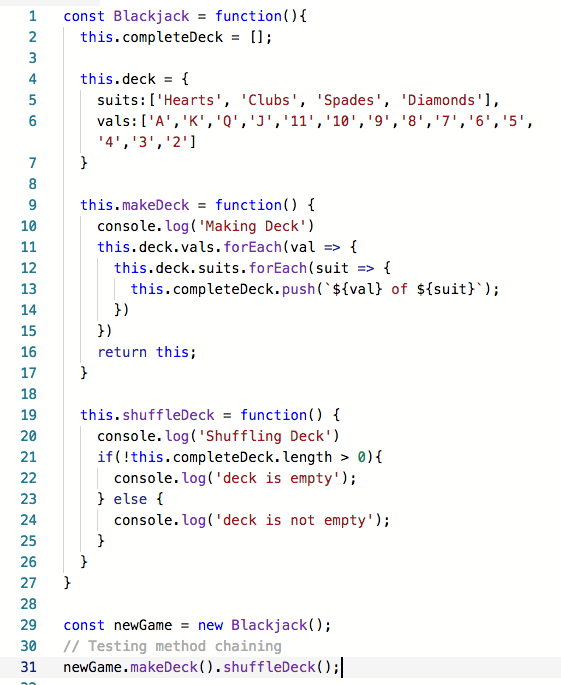 1 const Blackjack = function(){
2   this.completeDeck = [];
3
4   this.deck = {
5     suits:['Hearts', 'Clubs', 'Spades', 'Diamonds'],
6     vals:['A','K','Q','J','11','10','9','8','7','6','5',
      '4','3','2']
7   }
8
9   this.makeDeck = function() {
10     console.log('Making Deck')
11     this.deck.vals.forEach(val => {
12       this.deck.suits.forEach(suit => {
13         this.completeDeck.push(`${val} of ${suit}`);
14       })
15     })
16     return this;
17   }
18
19   this.shuffleDeck = function() {
20     console.log('Shuffling Deck')
21     if(!this.completeDeck.length > 0){
22       console.log('deck is empty');
23     } else {
24       console.log('deck is not empty');
25     }
26   }
27 }
28
29 const newGame = new Blackjack();
30 // Testing method chaining
31 newGame.makeDeck().shuffleDeck();